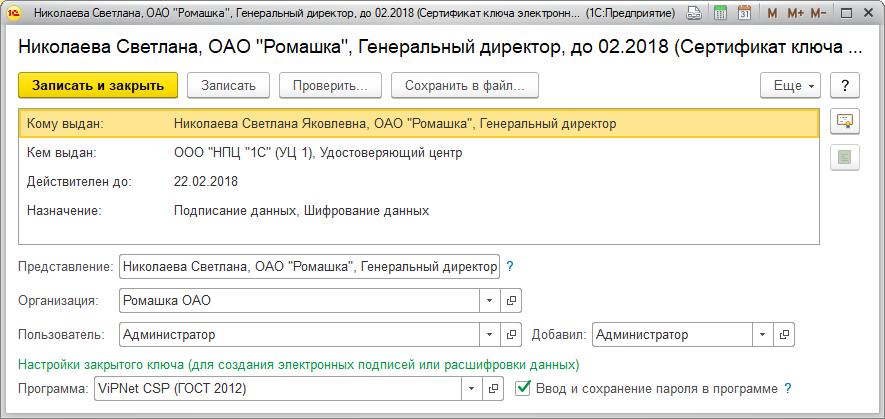 Николаева Светлана, ОАО "Ромашка", Генеральный директор, до 02.2018 (Сертификат ключа электронн... (1С:Предприятие) M M+ M-
Николаева Светлана, ОАО "Ромашка", Генеральный директор, до 02.2018 (Сертификат ключа ...
Записать и закрыть Записать Проверить... Сохранить в файл... Еще ?
Кому выдан: Николаева Светлана Яковлевна, ОАО "Ромашка", Генеральный директор
Кем выдан: ООО "НПЦ "1С" (УЦ 1), Удостоверяющий центр
Действителен до: 22.02.2018
Назначение: Подписание данных, Шифрование данных
Представление: Николаева Светлана, ОАО "Ромашка", Генеральный директор ?
Организация: Ромашка ОАО
Пользователь: Администратор Добавил: Администратор
Настройки закрытого ключа (для создания электронных подписей или расшифровки данных)
Программа: ViPNet CSP (ГОСТ 2012) Ввод и сохранение пароля в программе ?